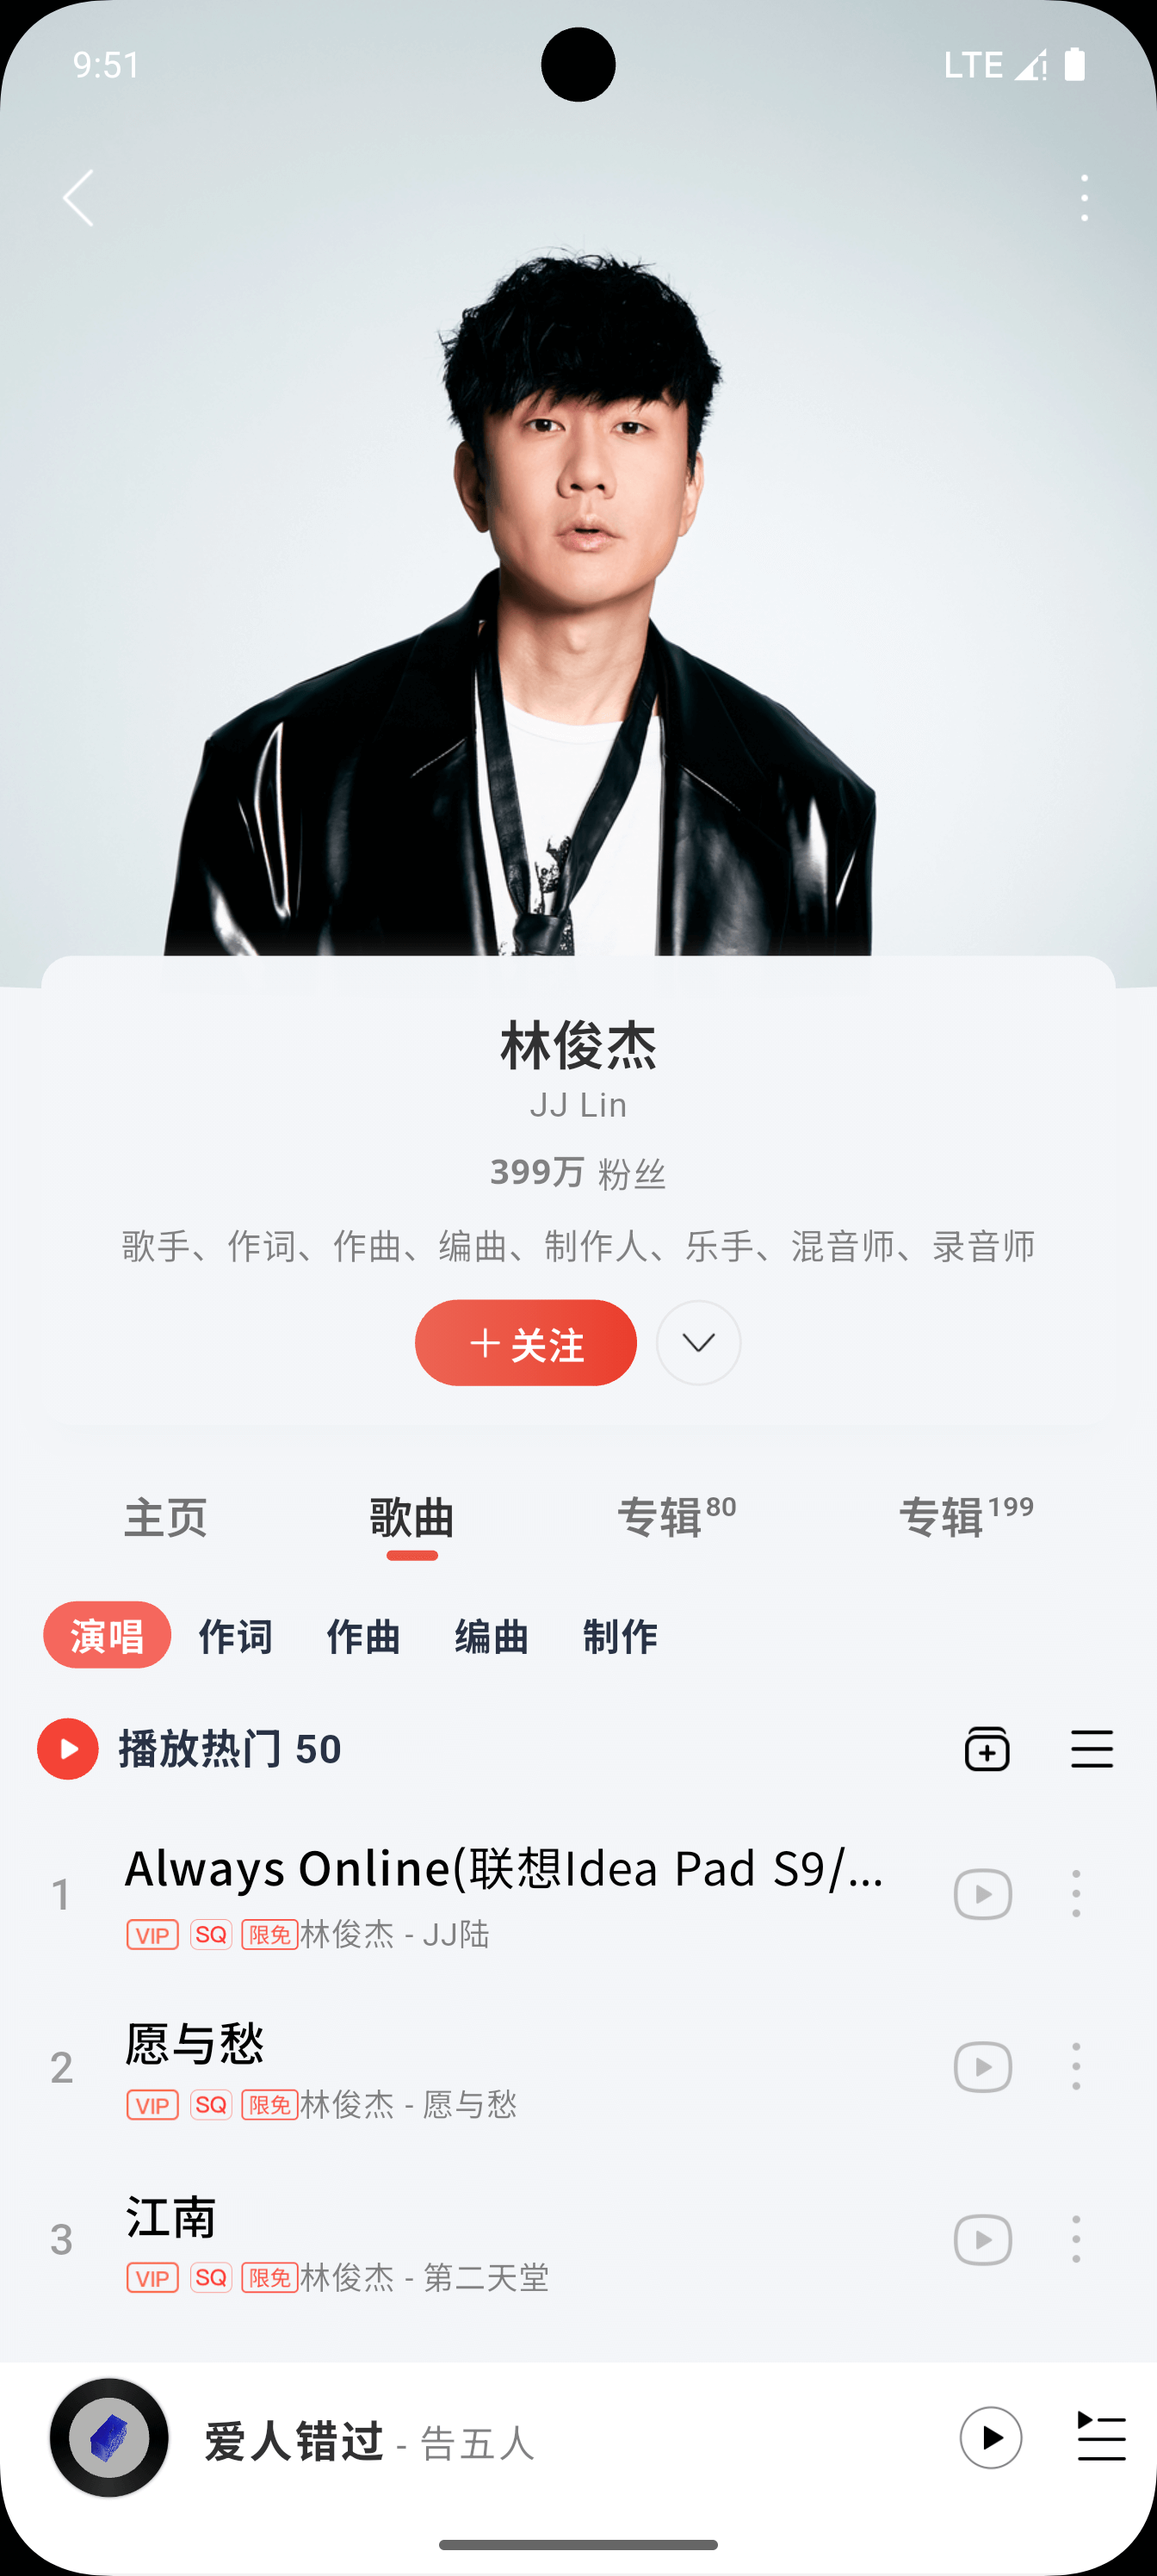 9:51
LTE
林俊杰
JJ Lin
399万 粉丝
歌手、作词、作曲、编曲、制作人、乐手、混音师、录音师
关注
主页 歌曲 专辑80 专辑199
演唱 作词 作曲 编曲 制作
播放热门 50
1 Always Online(联想Idea Pad S9/...
VIP SQ 限免林俊杰 - JJ陆
2 愿与愁
VIP SQ 限免林俊杰 - 愿与愁
3 江南
VIP SQ 限免林俊杰 - 第二天堂
爱人错过 - 告五人